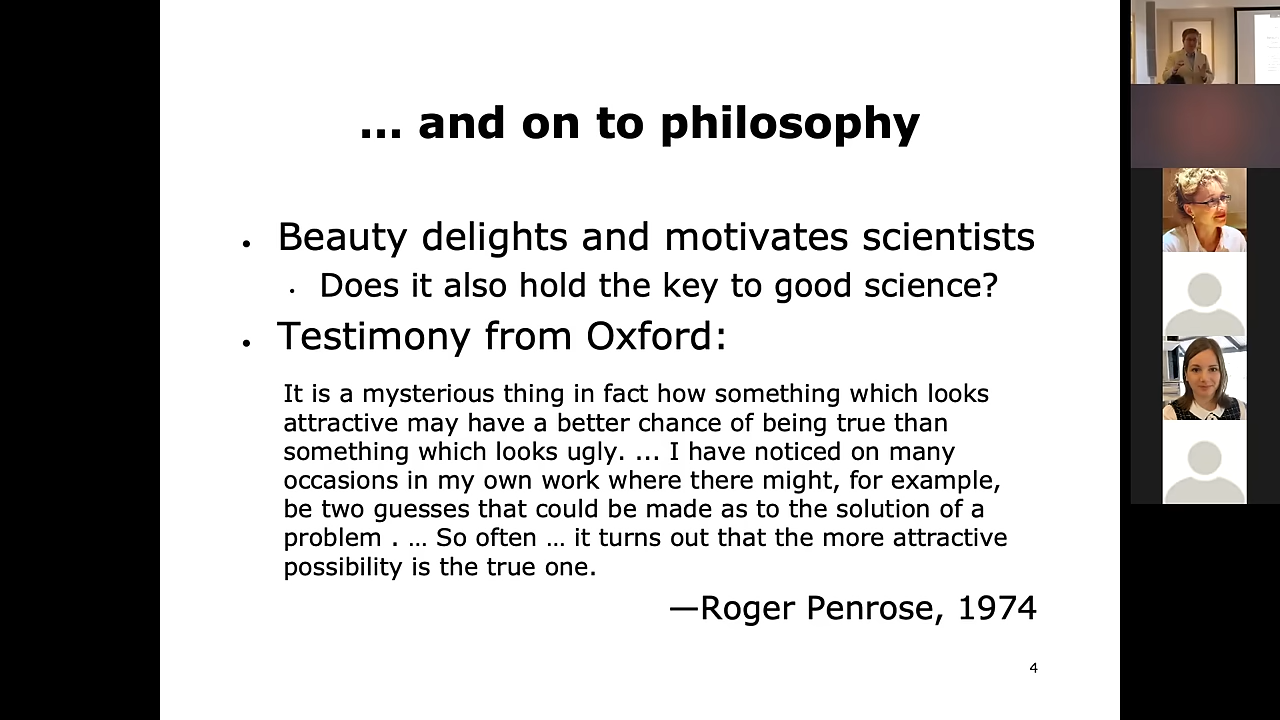 ... and on to philosophy
• Beauty delights and motivates scientists
• Does it also hold the key to good science?
• Testimony from Oxford:
It is a mysterious thing in fact how something which looks
attractive may have a better chance of being true than
something which looks ugly. ... I have noticed on many
occasions in my own work where there might, for example,
be two guesses that could be made as to the solution of a
problem . … So often … it turns out that the more attractive
possibility is the true one.
—Roger Penrose, 1974
4